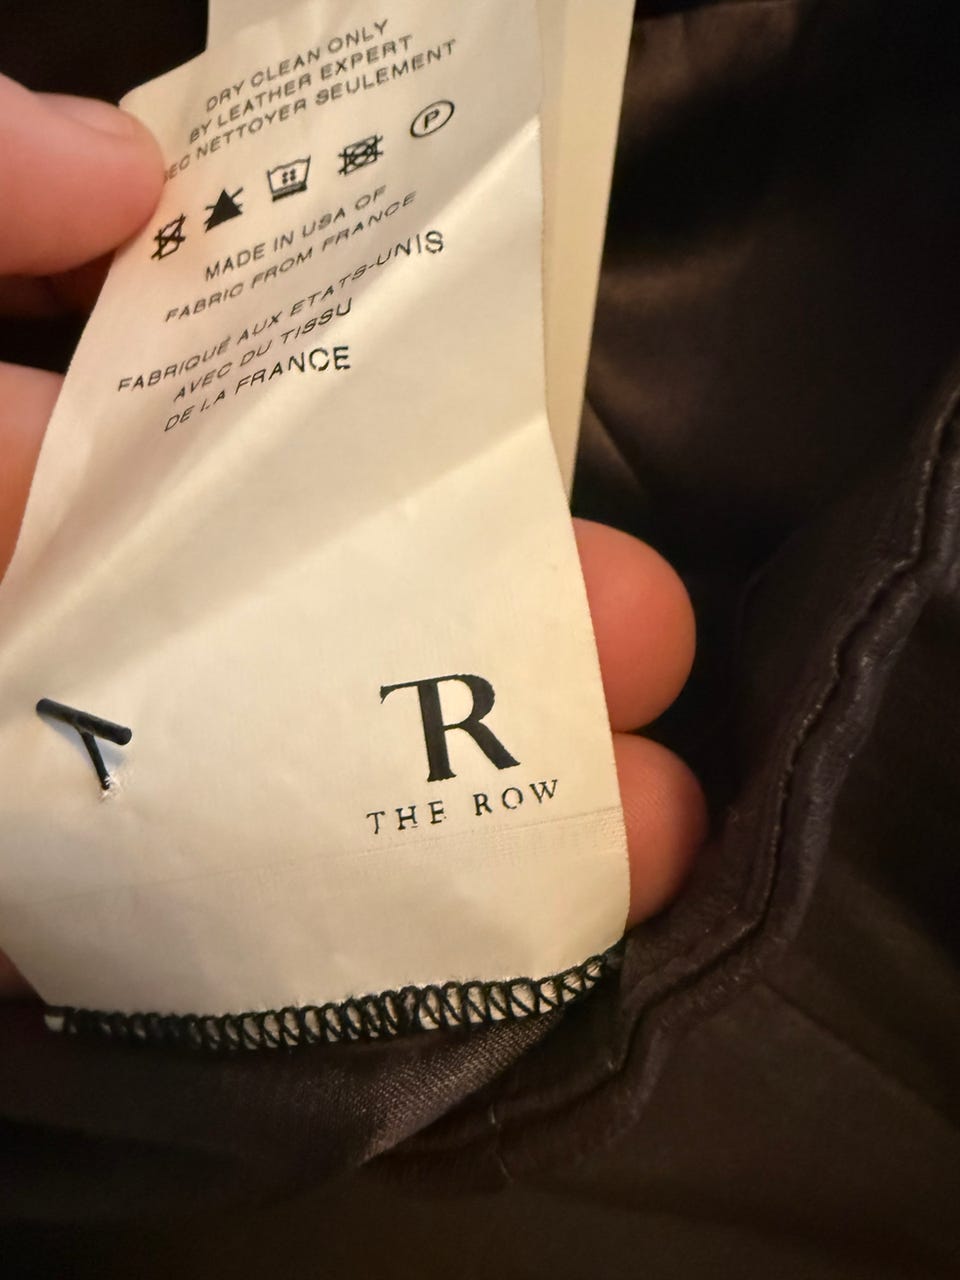 DRY CLEAN ONLY
BY LEATHER EXPERT
NETTOYER SEULEMENT
P
MADE IN USA OF
FABRIC FROM FRANCE
FABRIQUÉ AUX ETATS-UNIS
AVEC DU TISSU
DE LA FRANCE
TR
THE ROW